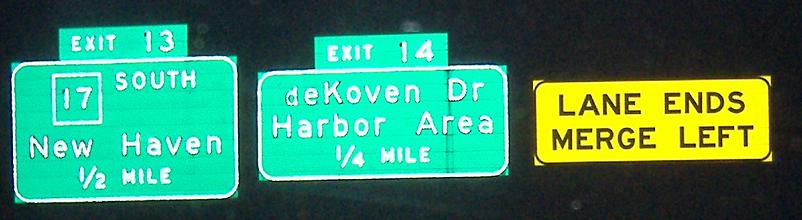 EXIT 13
17 SOUTH
New Haven
1/2 MILE
EXIT 14
deKoven Dr
Harbor Area
1/4 MILE
LANE ENDS
MERGE LEFT